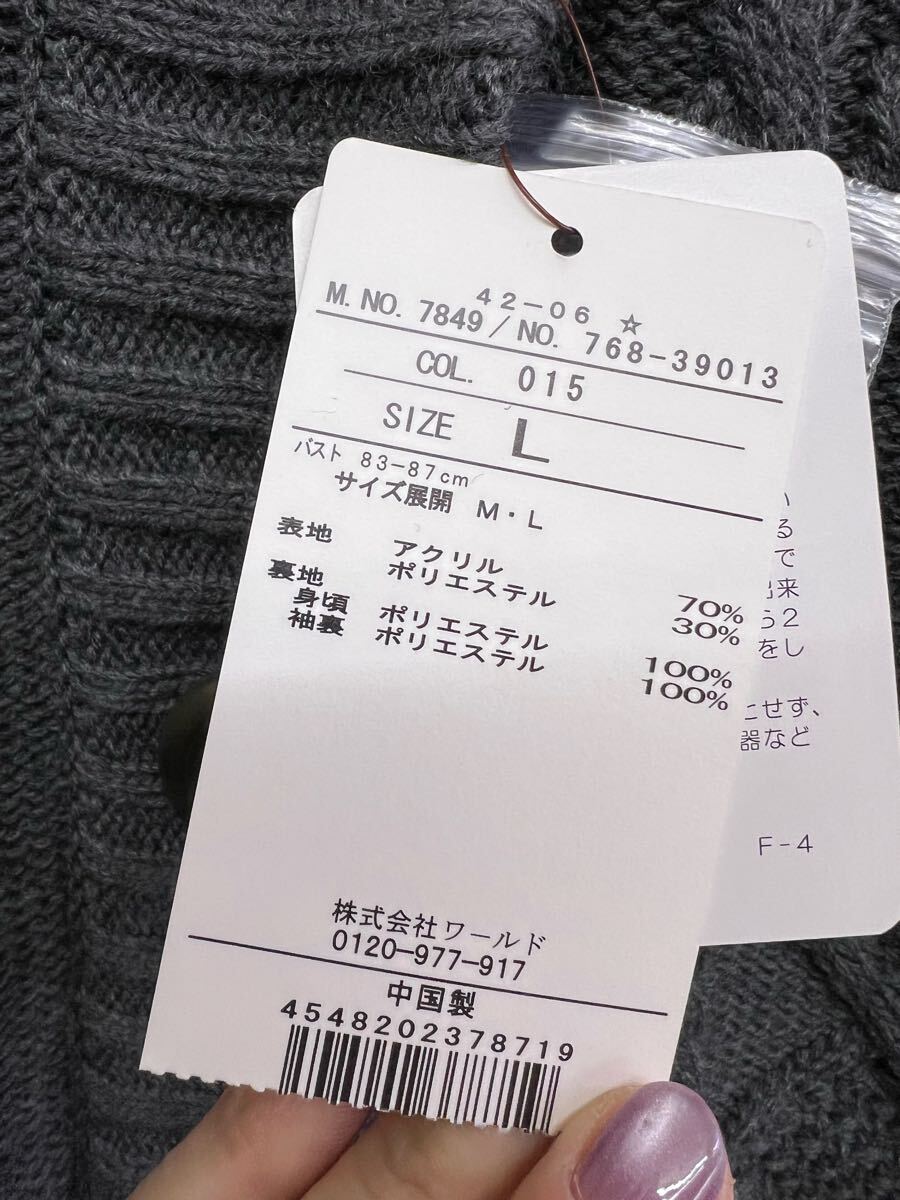 42-06 ☆
M. NO. 7849 / NO. 768-39013
COL. 015
SIZE L
バスト 83-87cm
サイズ展開 M・L
表地 アクリル 70%
ポリエステル 30%
裏地
身頃 ポリエステル 100%
袖裏 ポリエステル 100%
株式会社ワールド
0120-977-917
中国製
4548202378719
る
で
来
2
をし
せず、
器など
F-4